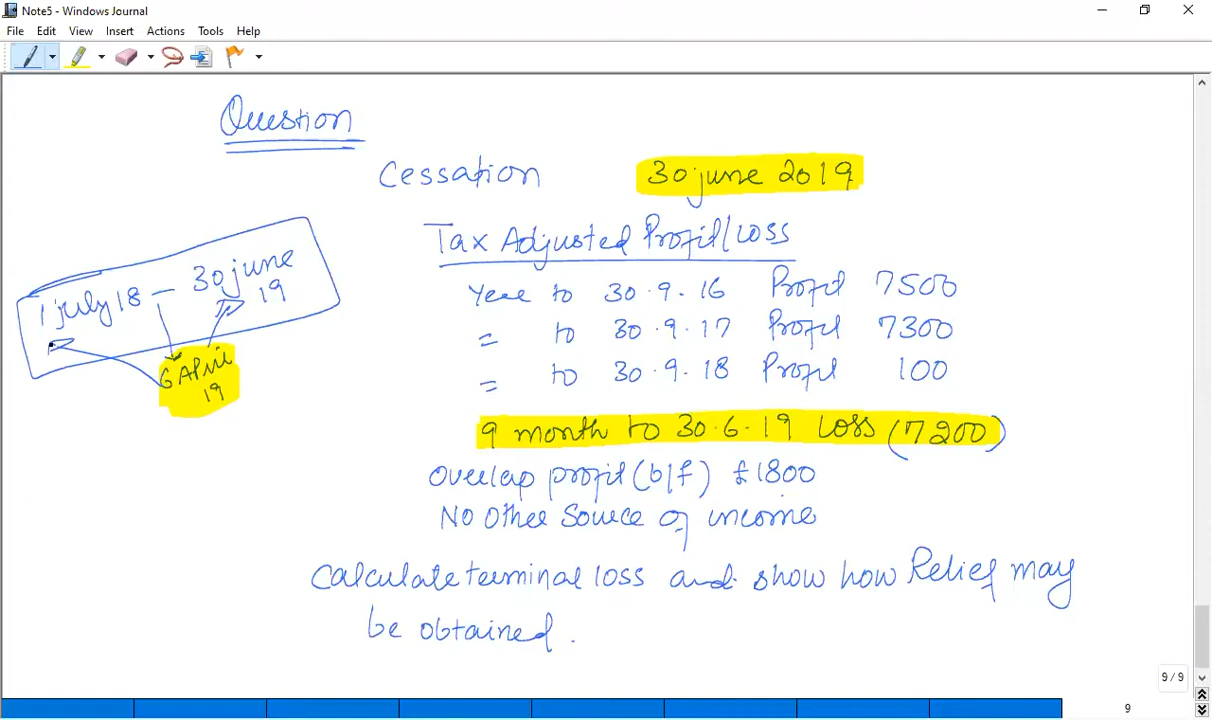 Note5 - Windows Journal
File Edit View Insert Actions Tools Help
Question
Cessation 30 june 2019
Tax Adjusted Profit/Loss
1 july 18 — 30 june 19
6 April 19
Year to 30.9.16 Profit 7500
= to 30.9.17 Profit 7300
= to 30.9.18 Profit 100
9 month to 30.6.19 Loss (7200)
Overlap profit (b/f) £1800
No Other Source of income
Calculate terminal loss and show how Relief may
be obtained.
9 / 9
9